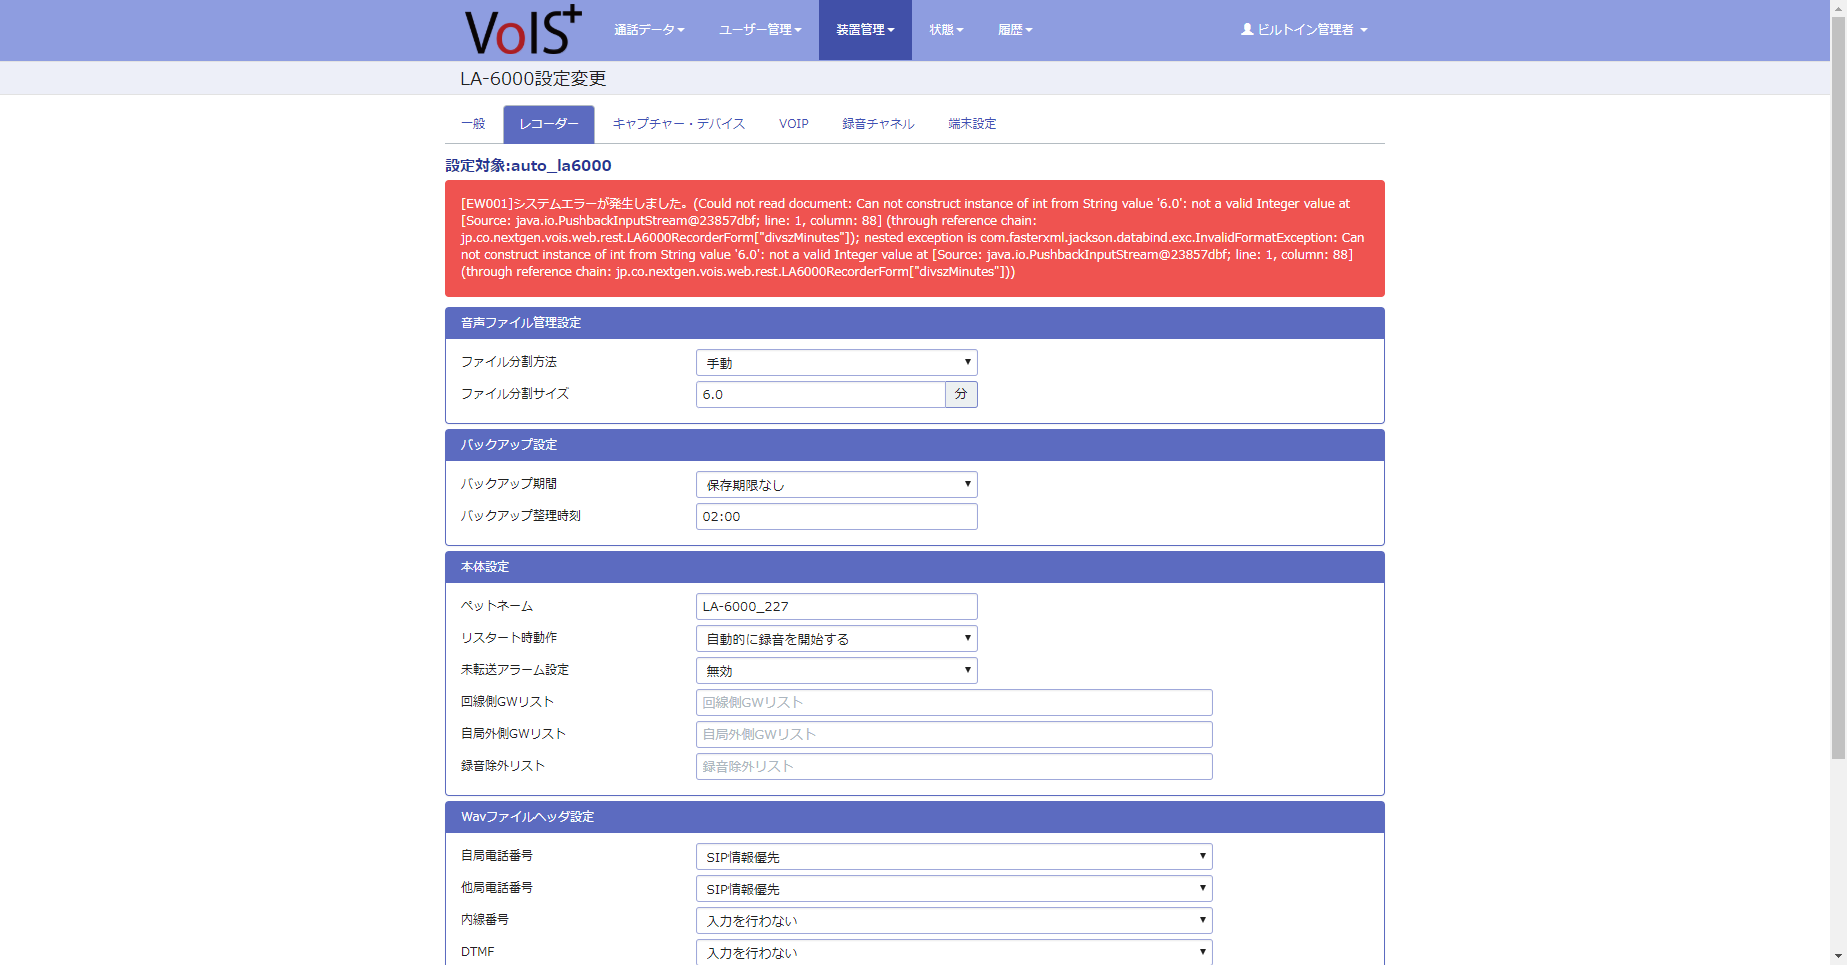 VoIS+
通話データ
ユーザー管理
装置管理
状態
履歴
ビルトイン管理者
LA-6000設定変更
一般
レコーダー
キャプチャー・デバイス
VOIP
録音チャネル
端末設定
設定対象:auto_la6000
[EW001]システムエラーが発生しました。(Could not read document: Can not construct instance of int from String value '6.0': not a valid Integer value at
[Source: java.io.PushbackInputStream@23857dbf; line: 1, column: 88] (through reference chain:
jp.co.nextgen.vois.web.rest.LA6000RecorderForm["divszMinutes"]); nested exception is com.fasterxml.jackson.databind.exc.InvalidFormatException: Can
not construct instance of int from String value '6.0': not a valid Integer value at [Source: java.io.PushbackInputStream@23857dbf; line: 1, column: 88]
(through reference chain: jp.co.nextgen.vois.web.rest.LA6000RecorderForm["divszMinutes"]))
音声ファイル管理設定
ファイル分割方法
手動
ファイル分割サイズ
6.0
分
バックアップ設定
バックアップ期間
保存期限なし
バックアップ整理時刻
02:00
本体設定
ペットネーム
LA-6000_227
リスタート時動作
自動的に録音を開始する
未転送アラーム設定
無効
回線側GWリスト
回線側GWリスト
自局外側GWリスト
自局外側GWリスト
録音除外リスト
録音除外リスト
Wavファイルヘッダ設定
自局電話番号
SIP情報優先
他局電話番号
SIP情報優先
内線番号
入力を行わない
DTMF
入力を行わない